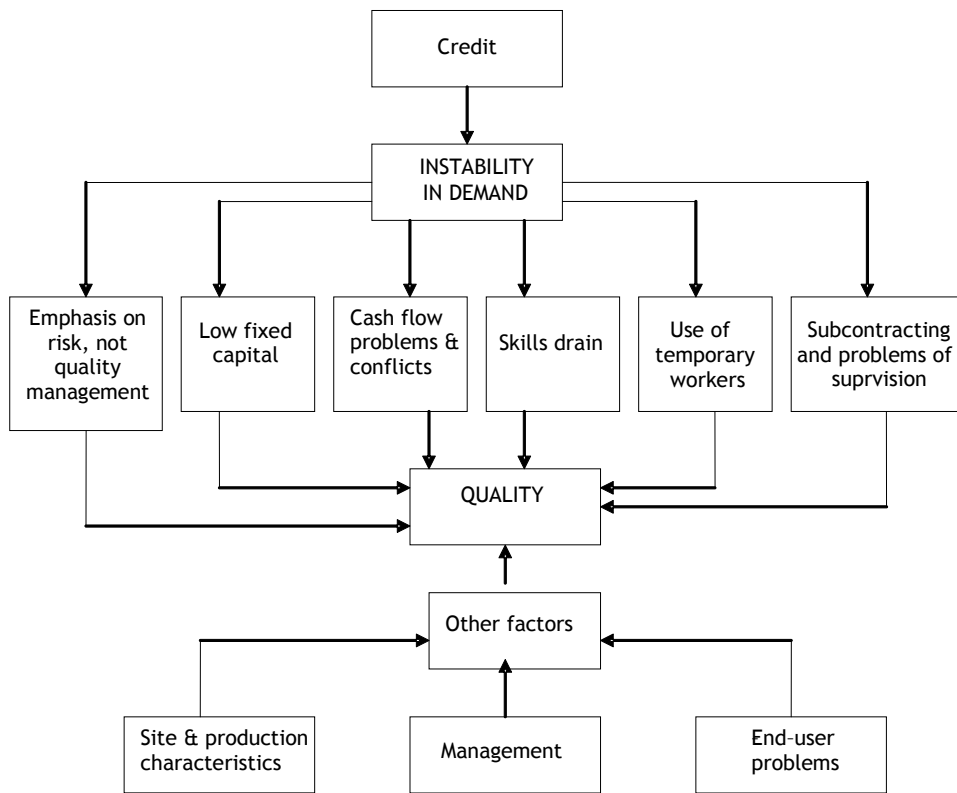 Credit
INSTABILITY
IN DEMAND
Emphasis on
risk, not
quality
management
Low fixed
capital
Cash flow
problems &
conflicts
Skills drain
Use of
temporary
workers
Subcontracting
and problems of
suprvision
QUALITY
Other factors
Site & production
characteristics
Management
End-user
problems